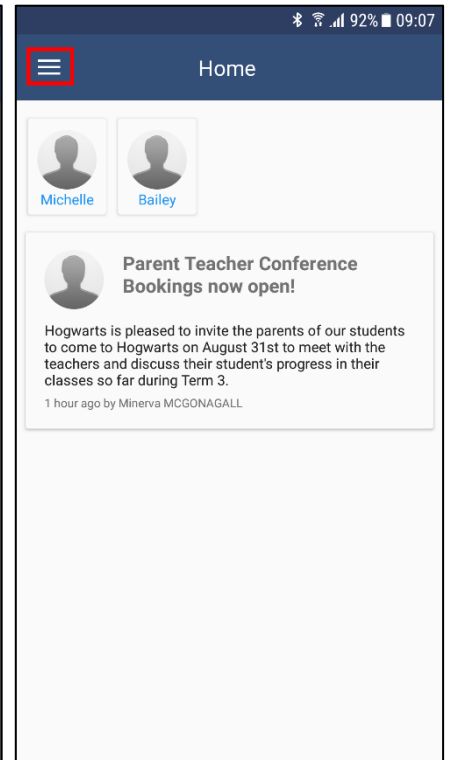 92% 09:07
Home
Michelle Bailey
Parent Teacher Conference
Bookings now open!
Hogwarts is pleased to invite the parents of our students
to come to Hogwarts on August 31st to meet with the
teachers and discuss their student's progress in their
classes so far during Term 3.
1 hour ago by Minerva MCGONAGALL